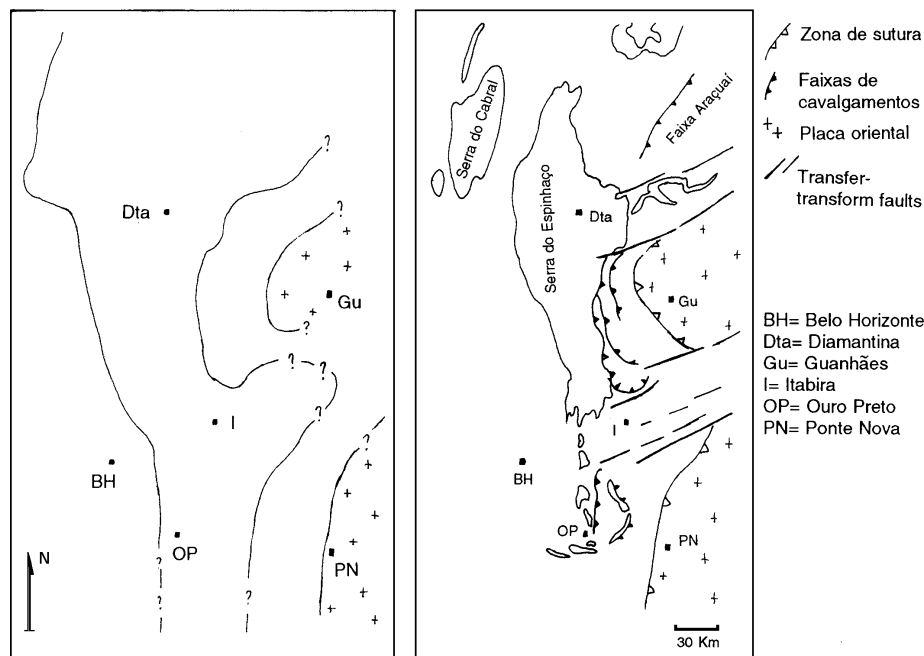 ?
?
Dta
Gu
?
? ? ?
?
?
I
BH
OP
N
PN
?
?
?
?
Serra do Cabral
Faixa Araçuaí
Serra do Espinhaço
Dta
Gu
I
BH
OP
PN
30 Km
Zona de sutura
Faixas de
cavalgamentos
Placa oriental
Transfer-
transform faults
BH= Belo Horizonte
Dta= Diamantina
Gu= Guanhães
I= Itabira
OP= Ouro Preto
PN= Ponte Nova